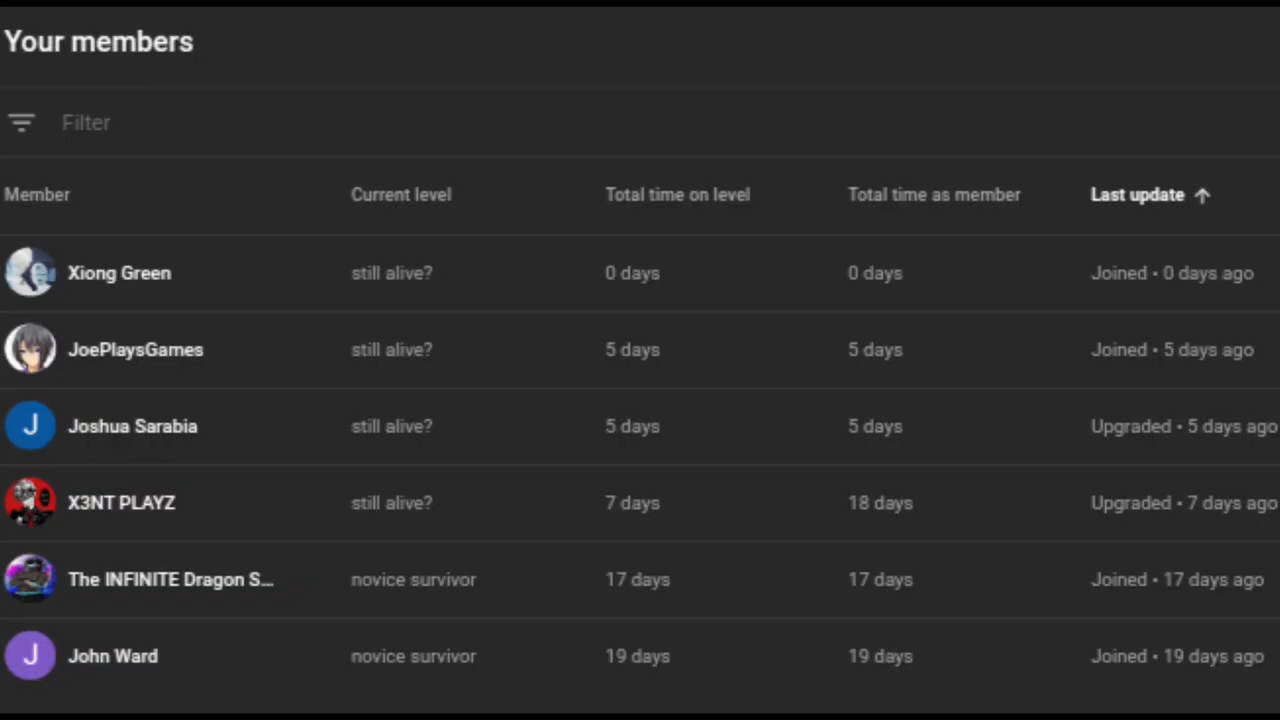 Your members
Filter
Member Current level Total time on level Total time as member Last update
Xiong Green still alive? 0 days 0 days Joined • 0 days ago
JoePlaysGames still alive? 5 days 5 days Joined • 5 days ago
J Joshua Sarabia still alive? 5 days 5 days Upgraded • 5 days ago
X3NT PLAYZ still alive? 7 days 18 days Upgraded • 7 days ago
The INFINITE Dragon S... novice survivor 17 days 17 days Joined • 17 days ago
J John Ward novice survivor 19 days 19 days Joined • 19 days ago